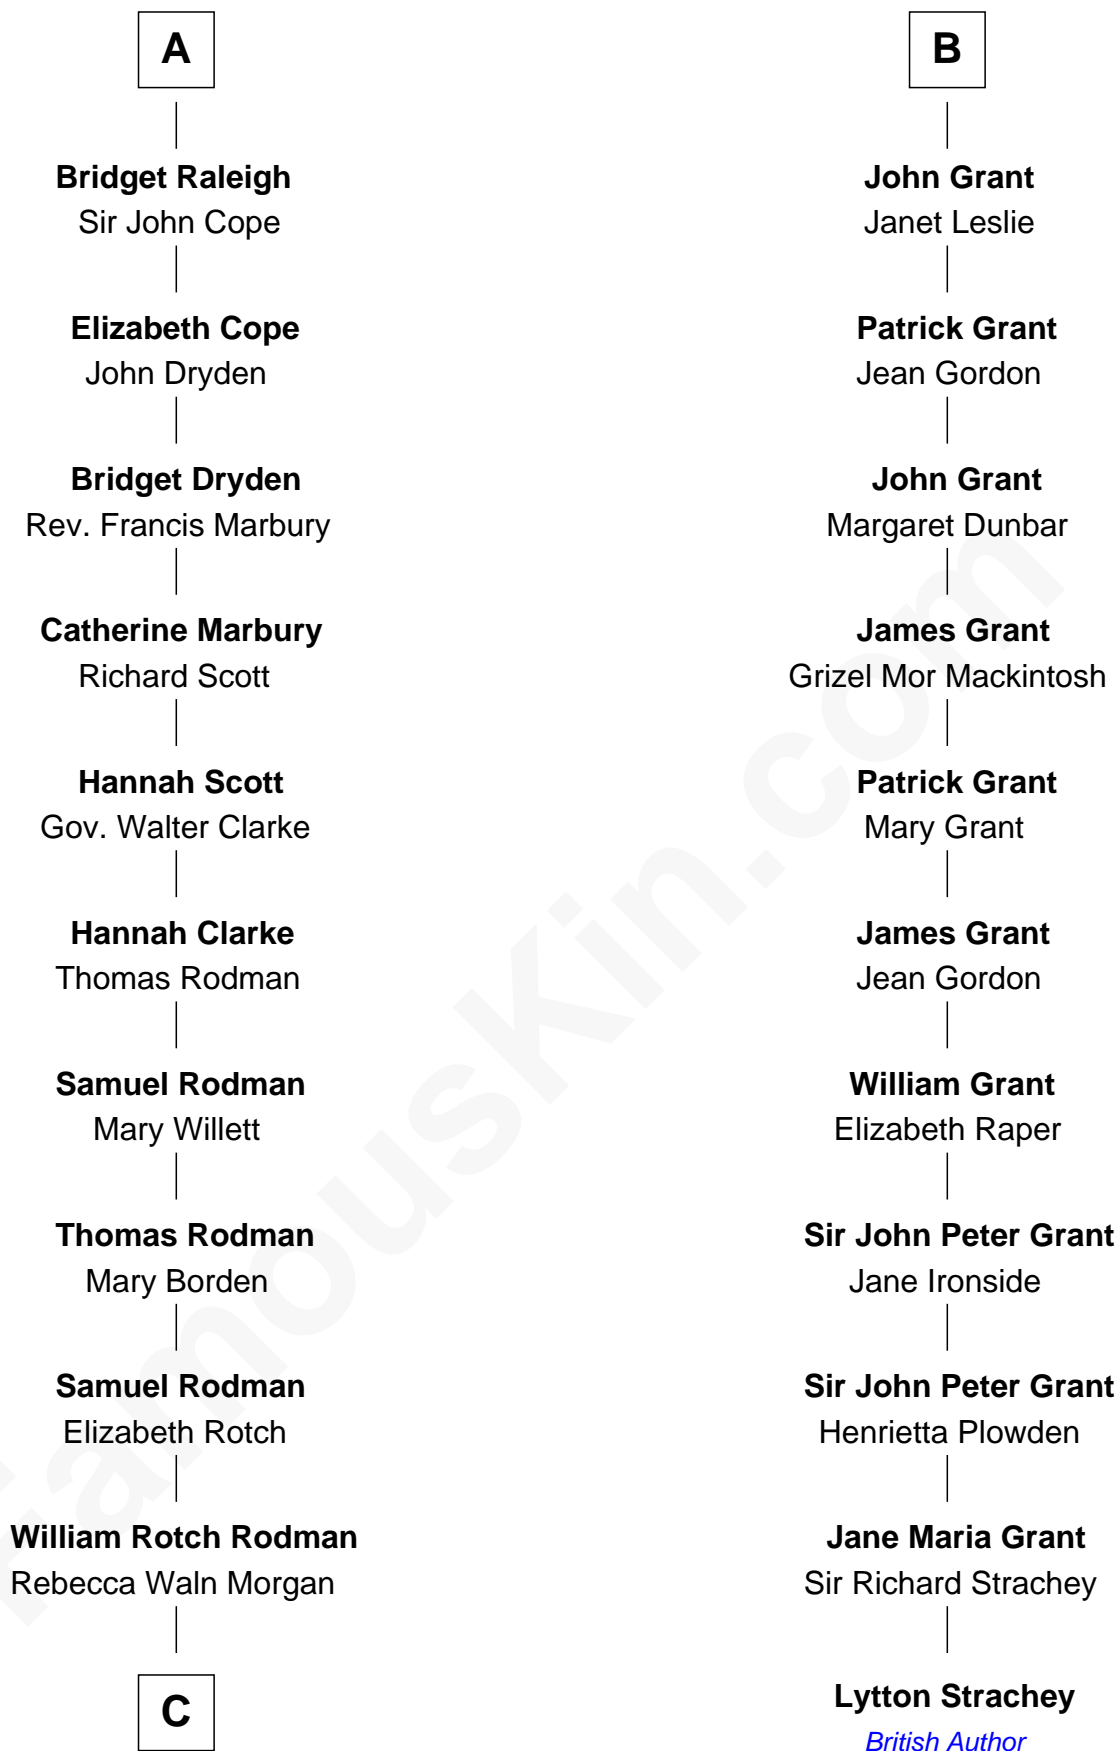 A
Bridget Raleigh
Sir John Cope
Elizabeth Cope
John Dryden
Bridget Dryden
Rev. Francis Marbury
Catherine Marbury
Richard Scott
Hannah Scott
Gov. Walter Clarke
Hannah Clarke
Thomas Rodman
Samuel Rodman
Mary Willett
Thomas Rodman
Mary Borden
Samuel Rodman
Elizabeth Rotch
William Rotch Rodman
Rebecca Waln Morgan
C
B
John Grant
Janet Leslie
Patrick Grant
Jean Gordon
John Grant
Margaret Dunbar
James Grant
Grizel Mor Mackintosh
Patrick Grant
Mary Grant
James Grant
Jean Gordon
William Grant
Elizabeth Raper
Sir John Peter Grant
Jane Ironside
Sir John Peter Grant
Henrietta Plowden
Jane Maria Grant
Sir Richard Strachey
Lytton Strachey
British Author
FamousKin.com